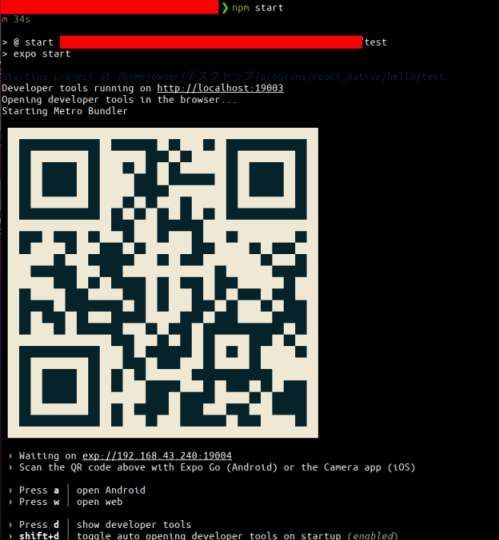 ❯ npm start
m 34s
> @ start /test
> expo start
Starting project at /home/owner/デスクトップ/programs/react_native/hello/test
Developer tools running on http://localhost:19003
Opening developer tools in the browser...
Starting Metro Bundler
› Waiting on exp://192.168.43.240:19004
› Scan the QR code above with Expo Go (Android) or the Camera app (iOS)
› Press a │ open Android
› Press w │ open web
› Press d │ show developer tools
› shift+d │ toggle auto opening developer tools on startup (enabled)